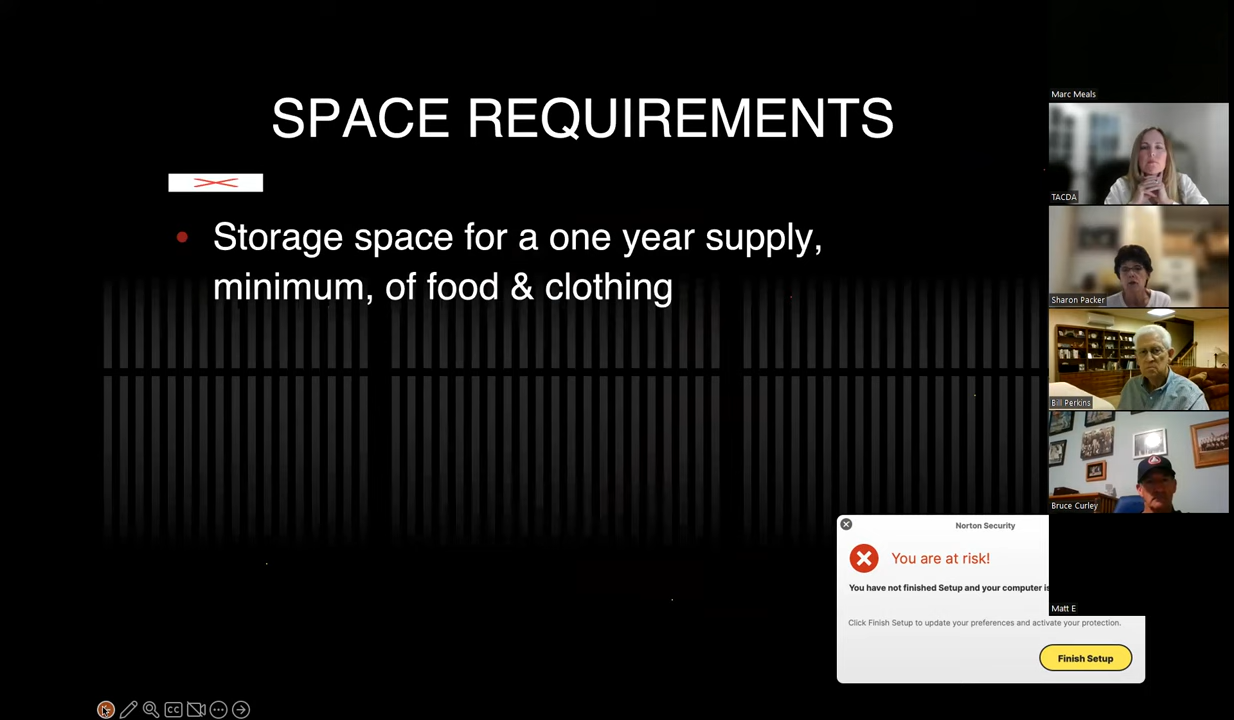 SPACE REQUIREMENTS
• Storage space for a one year supply,
minimum, of food & clothing
Marc Meals
TACDA
Sharon Packer
Bill Perkins
Bruce Curley
Matt E
Norton Security
You are at risk!
You have not finished Setup and your computer is
Click Finish Setup to update your preferences and activate your protection.
Finish Setup
CC